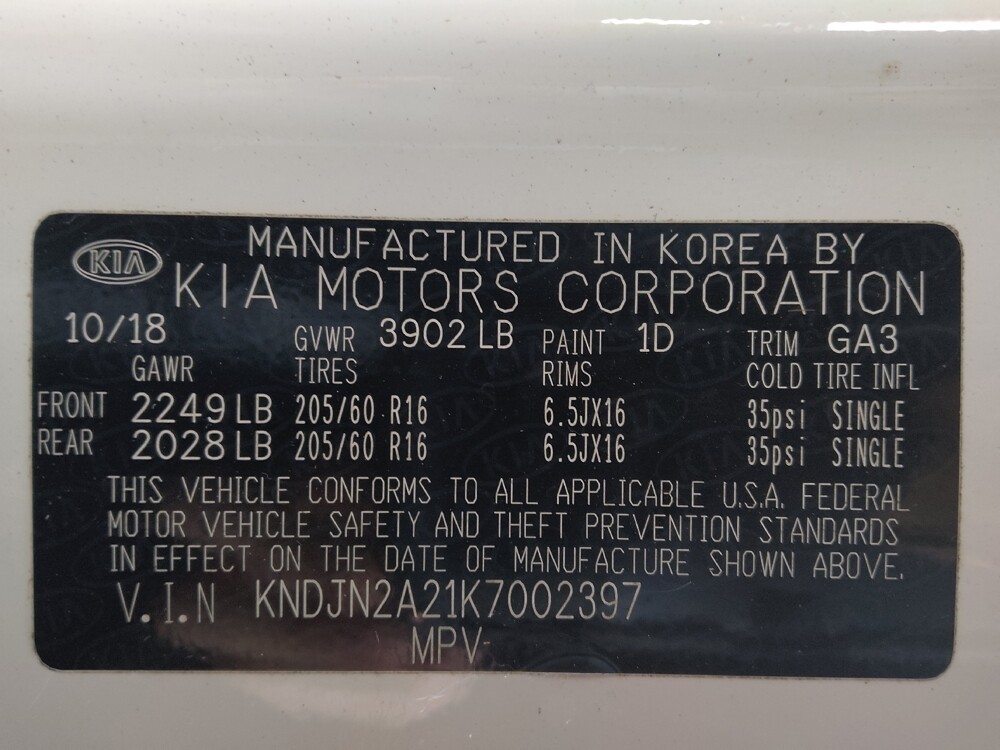 KIA
MANUFACTURED IN KOREA BY
KIA MOTORS CORPORATION
10/18 GVWR 3902 LB PAINT 1D TRIM GA3
GAWR TIRES RIMS COLD TIRE INFL
FRONT 2249 LB 205/60 R16 6.5JX16 35psi SINGLE
REAR 2028 LB 205/60 R16 6.5JX16 35psi SINGLE
THIS VEHICLE CONFORMS TO ALL APPLICABLE U.S.A. FEDERAL
MOTOR VEHICLE SAFETY AND THEFT PREVENTION STANDARDS
IN EFFECT ON THE DATE OF MANUFACTURE SHOWN ABOVE.
V.I.N KNDJN2A21K7002397
MPV